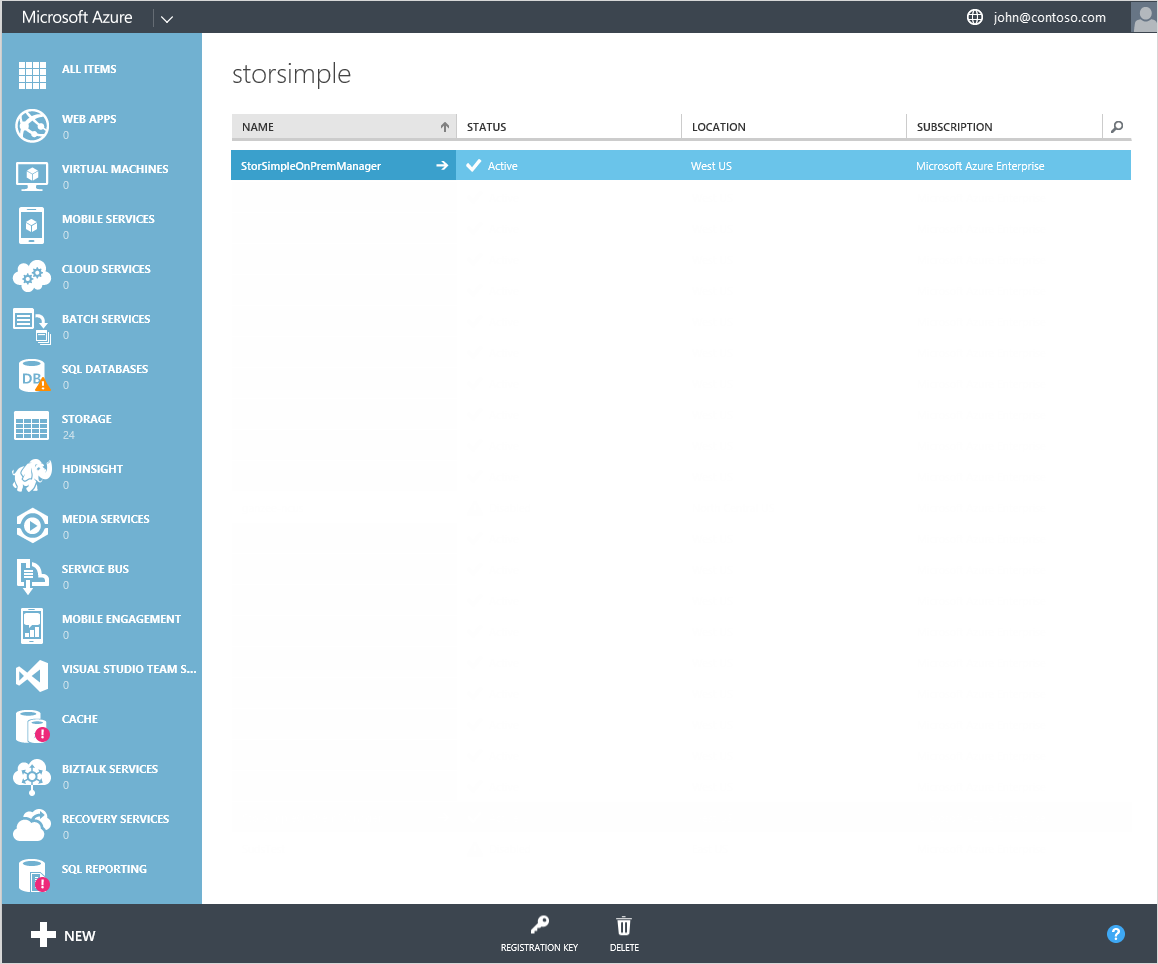 Microsoft Azure
john@contoso.com
ALL ITEMS
WEB APPS
0
VIRTUAL MACHINES
0
MOBILE SERVICES
0
CLOUD SERVICES
0
BATCH SERVICES
0
SQL DATABASES
0
DB
STORAGE
24
HDINSIGHT
0
MEDIA SERVICES
0
SERVICE BUS
0
MOBILE ENGAGEMENT
0
VISUAL STUDIO TEAM S...
0
CACHE
BIZTALK SERVICES
0
RECOVERY SERVICES
0
SQL REPORTING
storsimple
NAME STATUS LOCATION SUBSCRIPTION
StorSimpleOnPremManager Active West US Microsoft Azure Enterprise
NEW
REGISTRATION KEY
DELETE
?